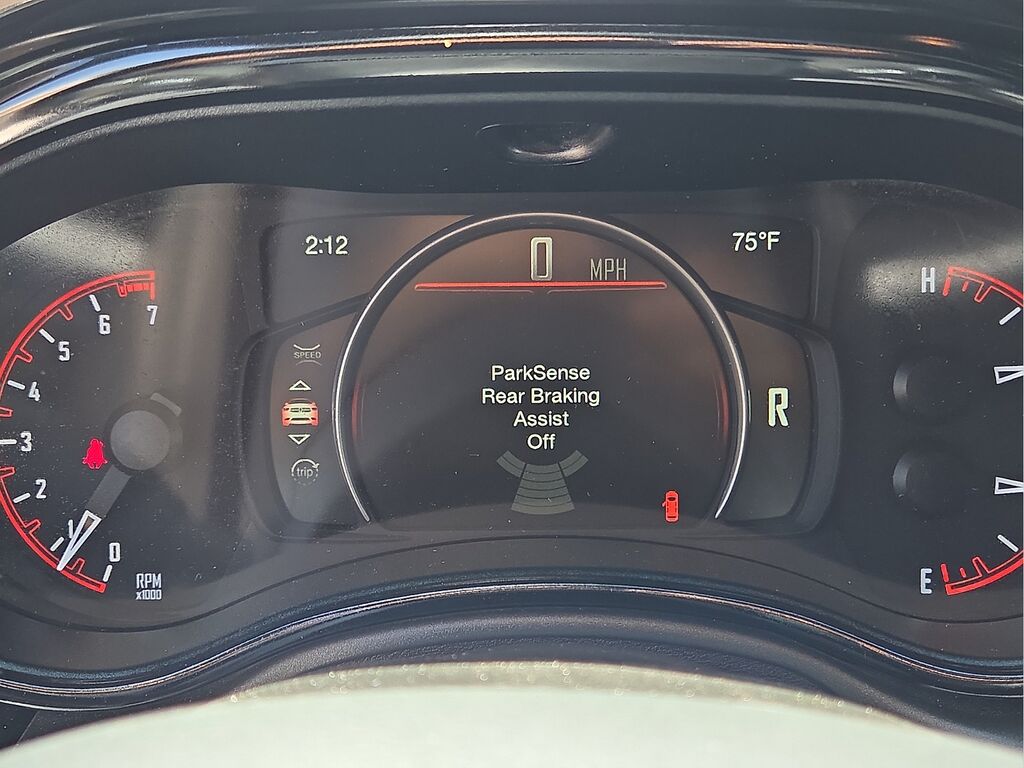 2:12
0 MPH
75°F
H
7
6
5
4
3
2
1
0
RPM
x1000
SPEED
trip
ParkSense
Rear Braking
Assist
Off
R
E